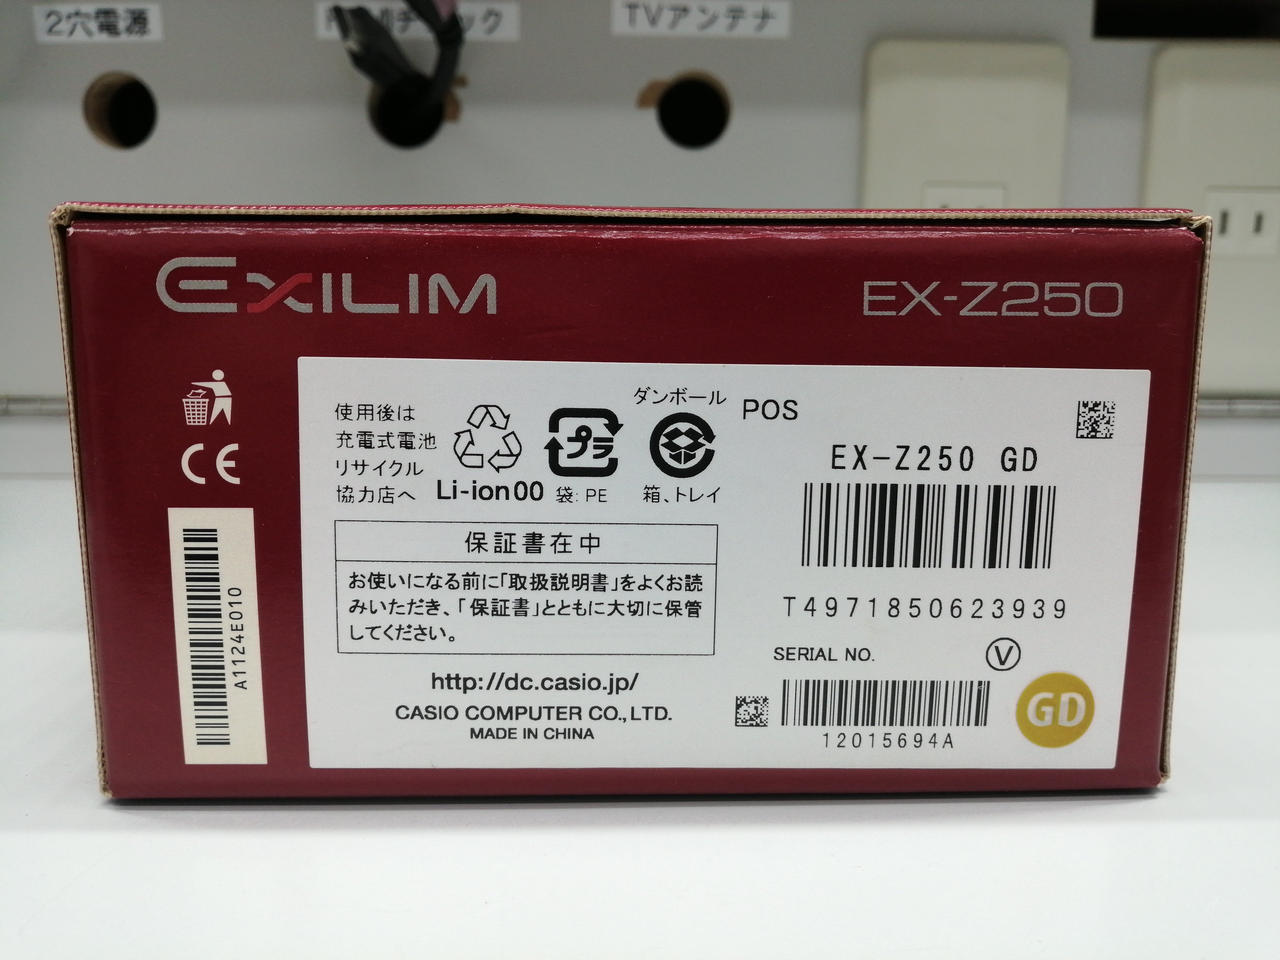 2穴電源
TVアンテナ
EXILIM
EX-Z250
使用後は
充電式電池
リサイクル
協力店へ
Li-ion00
プラ
袋: PE
ダンボール
箱、トレイ
POS
EX-Z250 GD
T4971850623939
保証書在中
お使いになる前に「取扱説明書」をよくお読
みいただき、「保証書」とともに大切に保管
してください。
SERIAL NO.
V
12015694A
GD
http://dc.casio.jp/
CASIO COMPUTER CO.,LTD.
MADE IN CHINA
CE
A1124E010